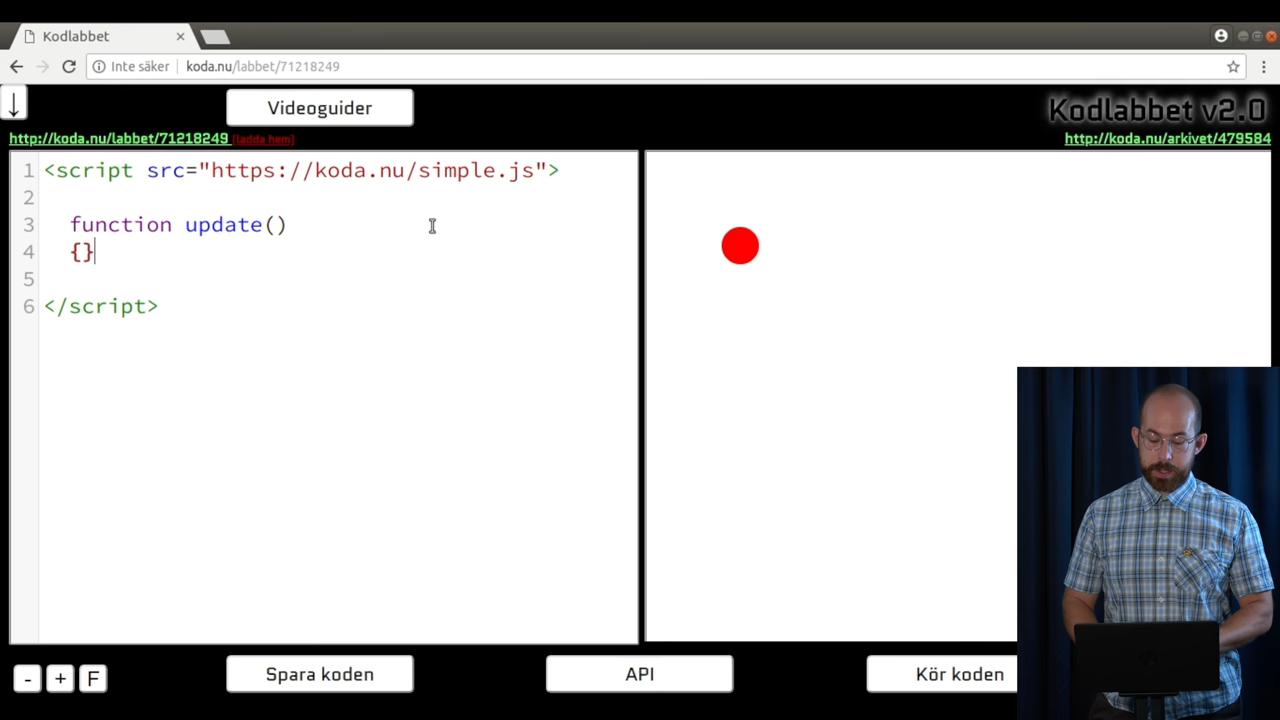 Kodlabbet
Inte säker koda.nu/labbet/71218249
↓
Videoguider
Kodlabbet v2.0
http://koda.nu/labbet/71218249 [ladda hem]
http://koda.nu/arkivet/479584
1 <script src="https://koda.nu/simple.js">
2
3 function update()
4 {}
5
6 </script>
- + F
Spara koden
API
Kör koden